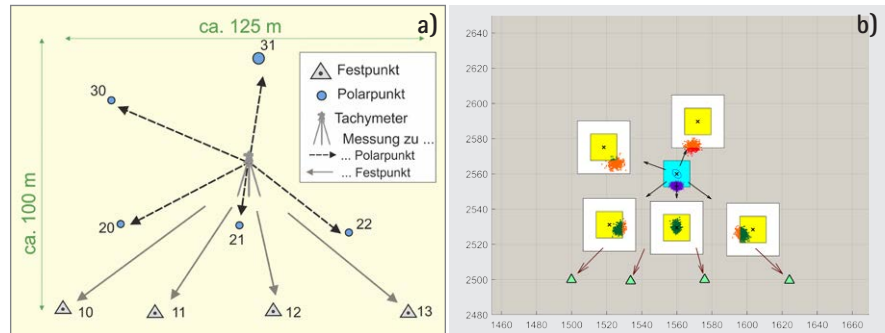 a)
ca. 125 m
ca. 100 m
31
30
20
21
22
10
11
12
13
Festpunkt
Polarpunkt
Tachymeter
Messung zu ...
... Polarpunkt
... Festpunkt
b)
2640
2620
2600
2580
2560
2540
2520
2500
2480
1460 1480 1500 1520 1540 1560 1580 1600 1620 1640 1660